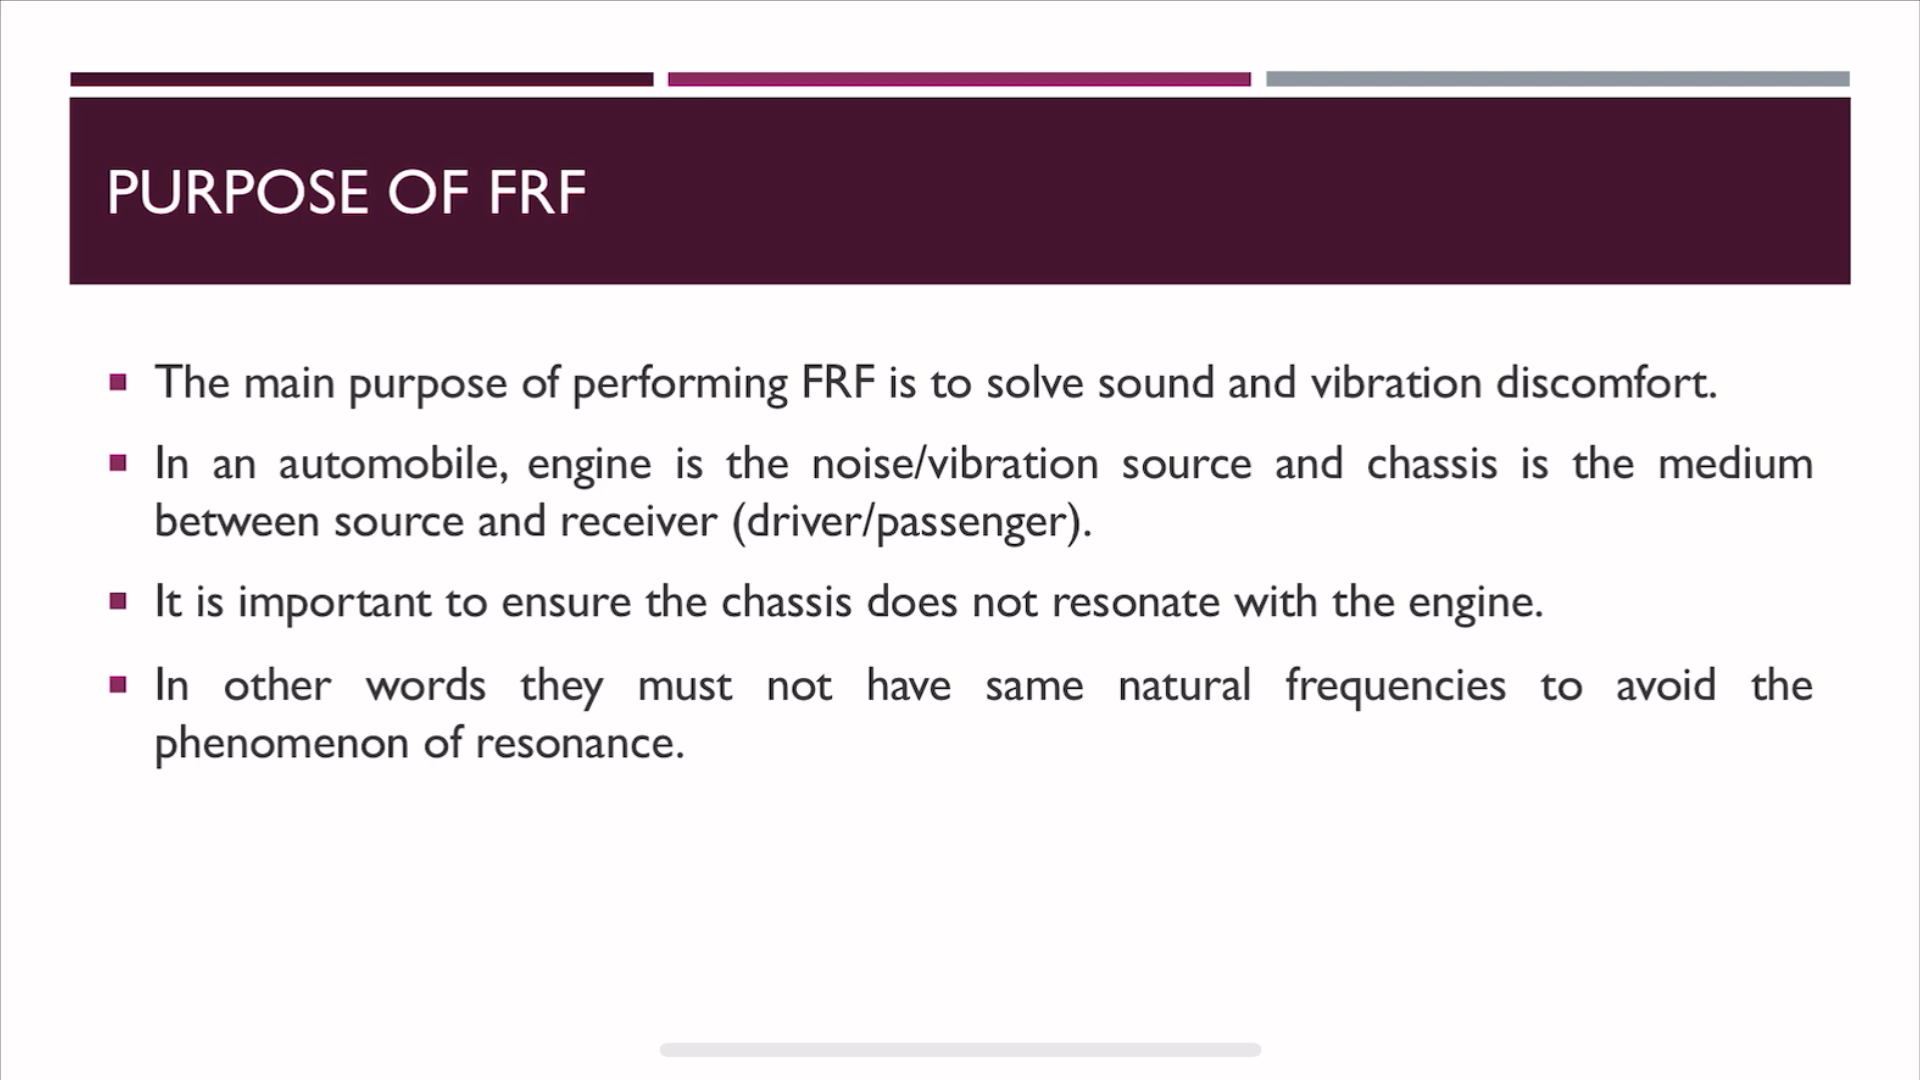 PURPOSE OF FRF
The main purpose of performing FRF is to solve sound and vibration discomfort.
In an automobile, engine is the noise/vibration source and chassis is the medium
between source and receiver (driver/passenger).
It is important to ensure the chassis does not resonate with the engine.
In other words they must not have same natural frequencies to avoid the
phenomenon of resonance.